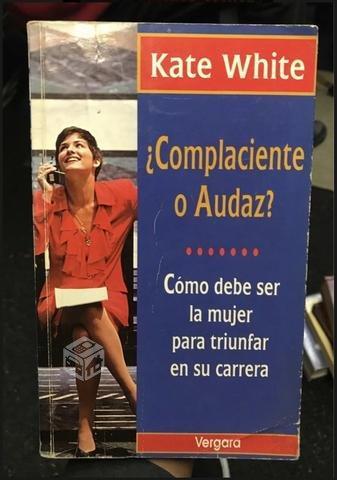 Kate White
¿Complaciente
o Audaz?
Cómo debe ser
la mujer
para triunfar
en su carrera
Vergara